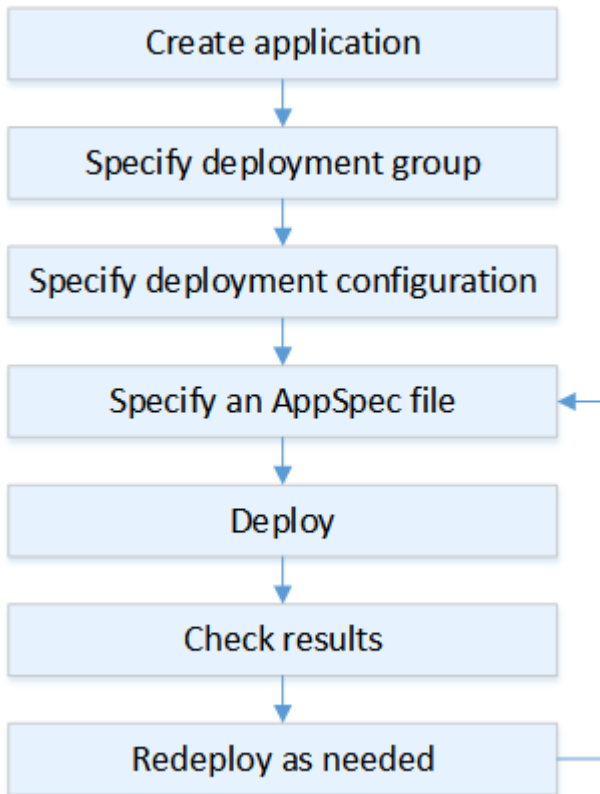 Create application
Specify deployment group
Specify deployment configuration
Specify an AppSpec file
Deploy
Check results
Redeploy as needed